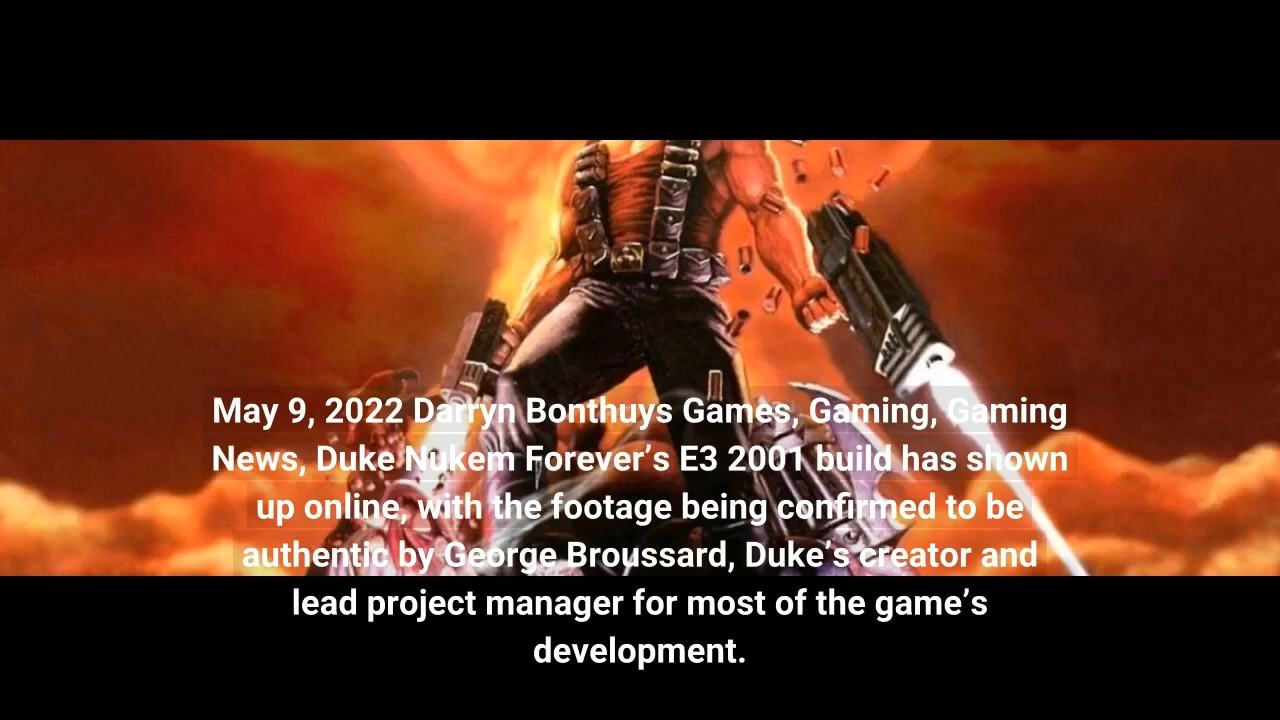 May 9, 2022 Darryn Bonthuys Games, Gaming, Gaming
News, Duke Nukem Forever’s E3 2001 build has shown
up online, with the footage being confirmed to be
authentic by George Broussard, Duke’s creator and
lead project manager for most of the game’s
development.